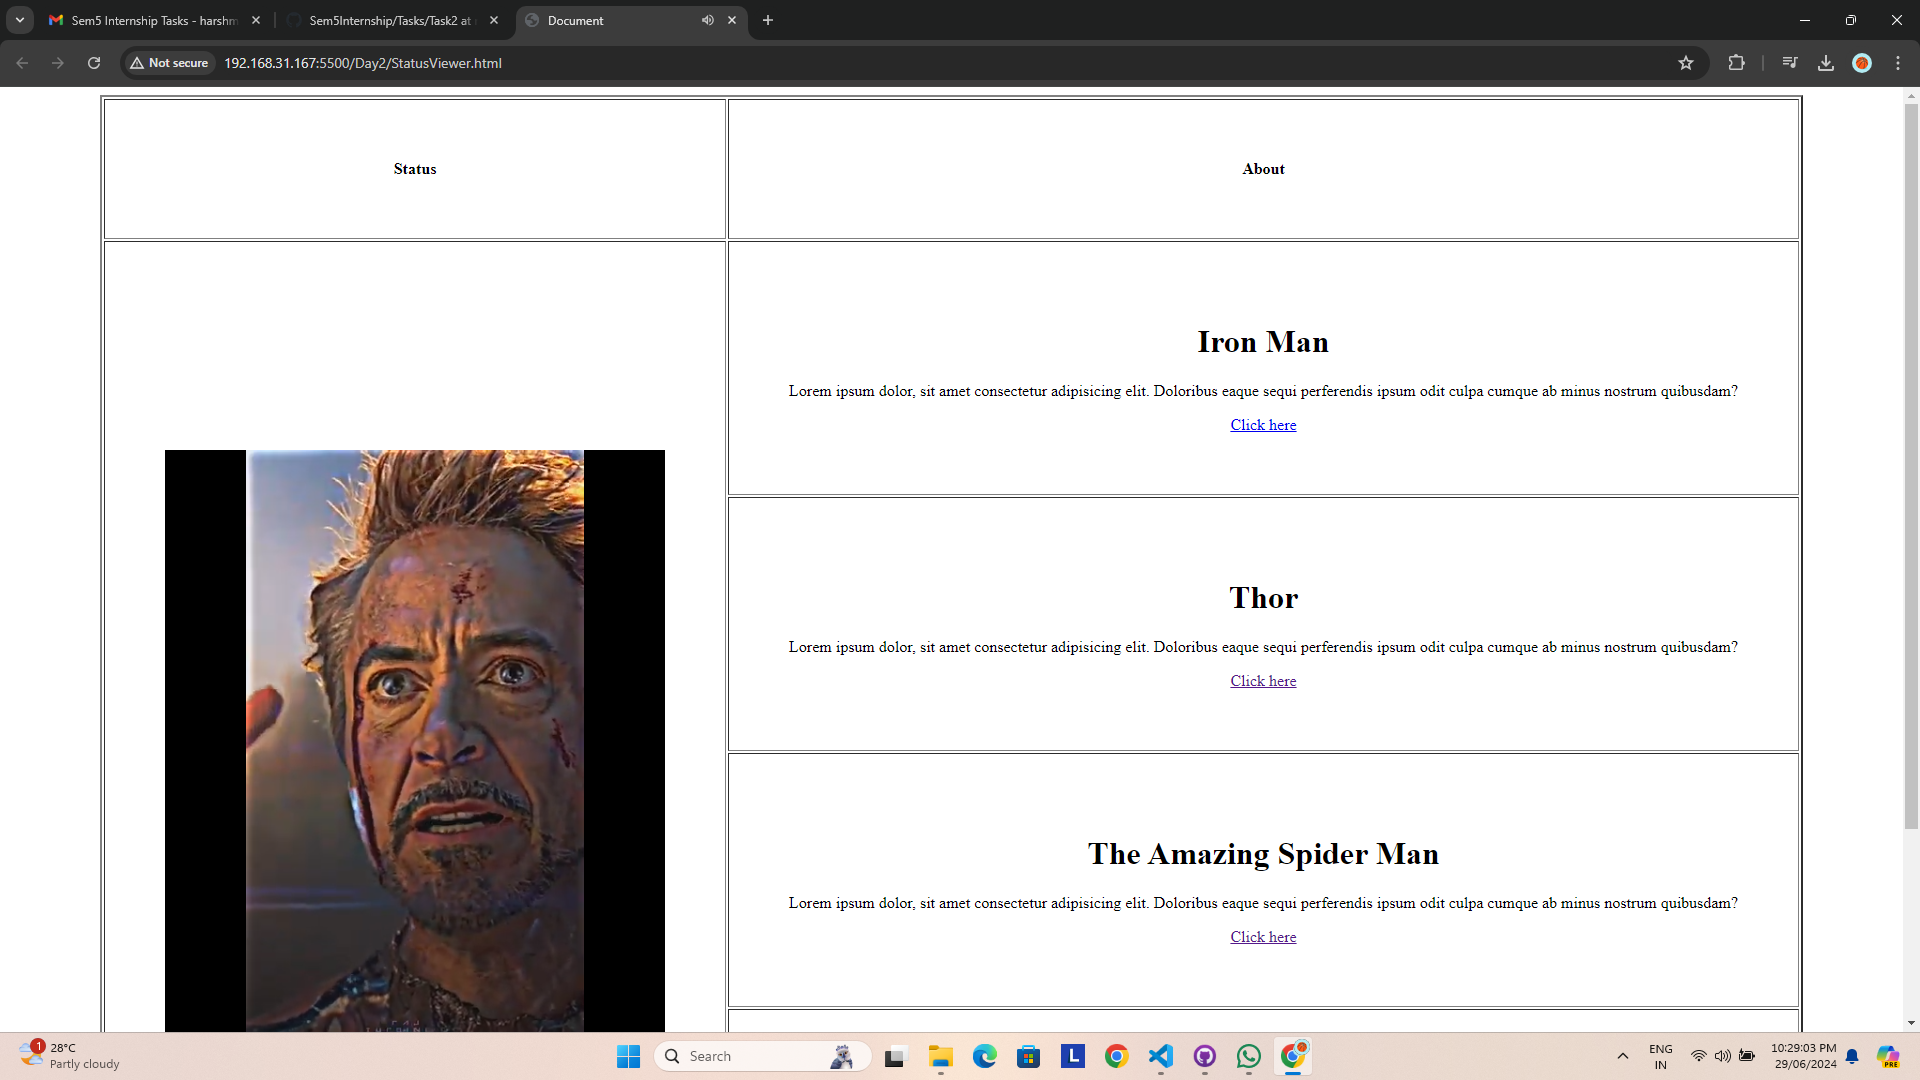 Sem5 Internship Tasks - harshm
Sem5Internship/Tasks/Task2 at
Document
Not secure
192.168.31.167:5500/Day2/StatusViewer.html
Status
About
Iron Man
Lorem ipsum dolor, sit amet consectetur adipisicing elit. Doloribus eaque sequi perferendis ipsum odit culpa cumque ab minus nostrum quibusdam?
Click here
Thor
Lorem ipsum dolor, sit amet consectetur adipisicing elit. Doloribus eaque sequi perferendis ipsum odit culpa cumque ab minus nostrum quibusdam?
Click here
The Amazing Spider Man
Lorem ipsum dolor, sit amet consectetur adipisicing elit. Doloribus eaque sequi perferendis ipsum odit culpa cumque ab minus nostrum quibusdam?
Click here
1
28°C
Partly cloudy
Search
L
ENG
IN
10:29:03 PM
29/06/2024
PRE